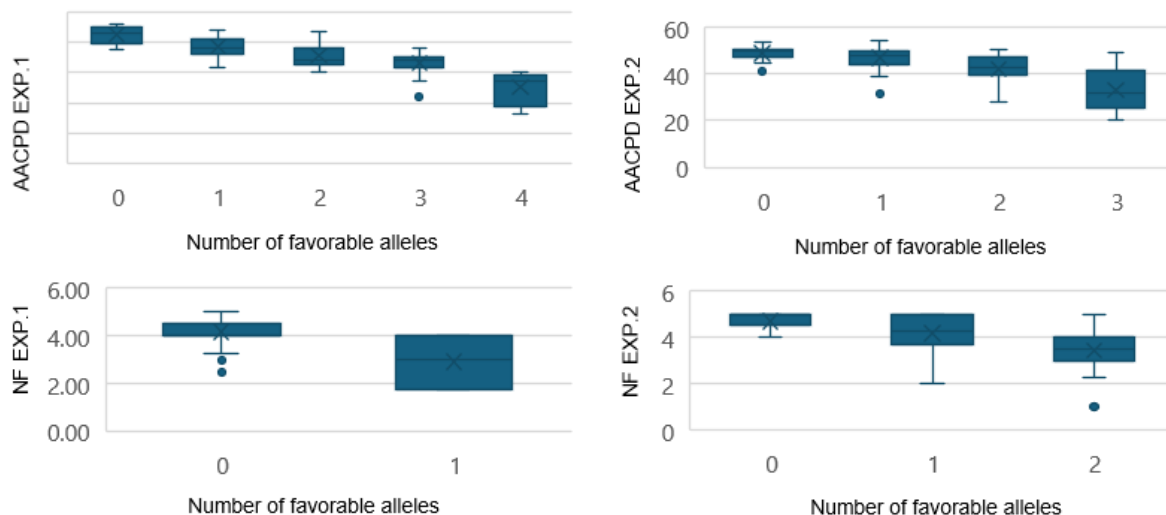 AACPD EXP.1
0 1 2 3 4
Number of favorable alleles
AACPD EXP.2
60
40
20
0
0 1 2 3
Number of favorable alleles
NF EXP.1
6.00
4.00
2.00
0.00
0 1
Number of favorable alleles
NF EXP.2
6
4
2
0
0 1 2
Number of favorable alleles